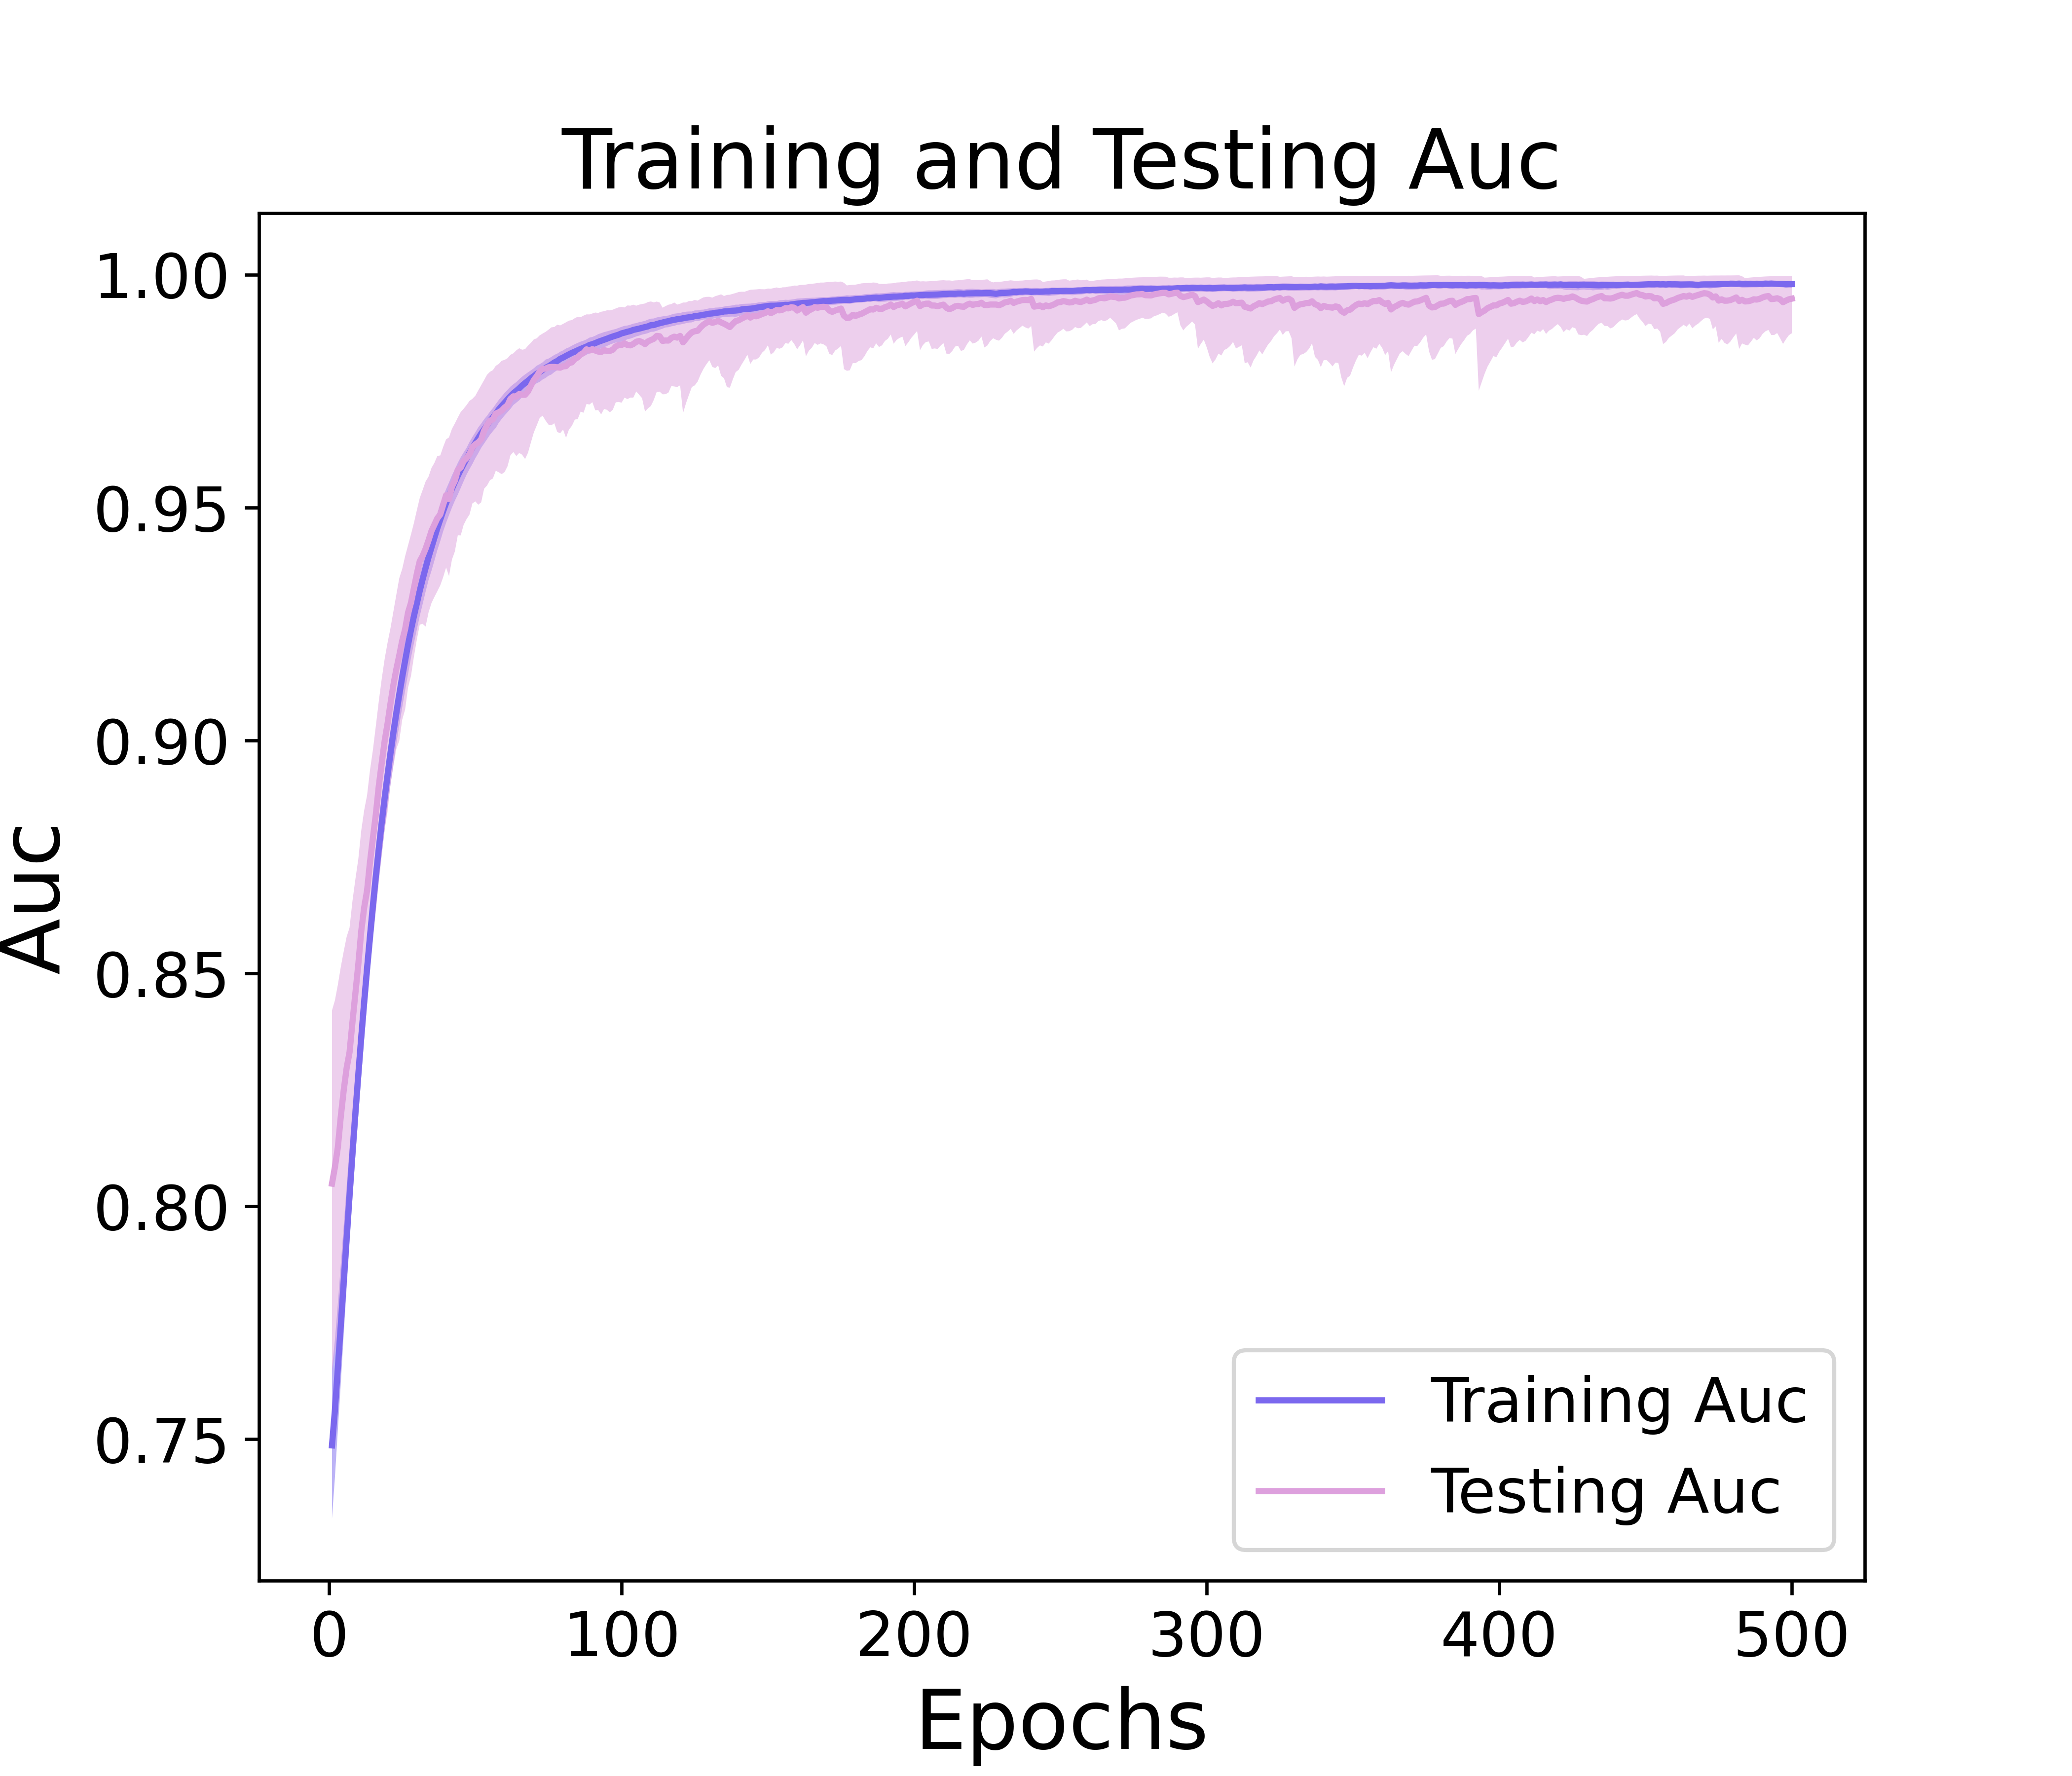 Training and Testing Auc
Auc
1.00
0.95
0.90
0.85
0.80
0.75
0
100
200
300
400
500
Epochs
Training Auc
Testing Auc